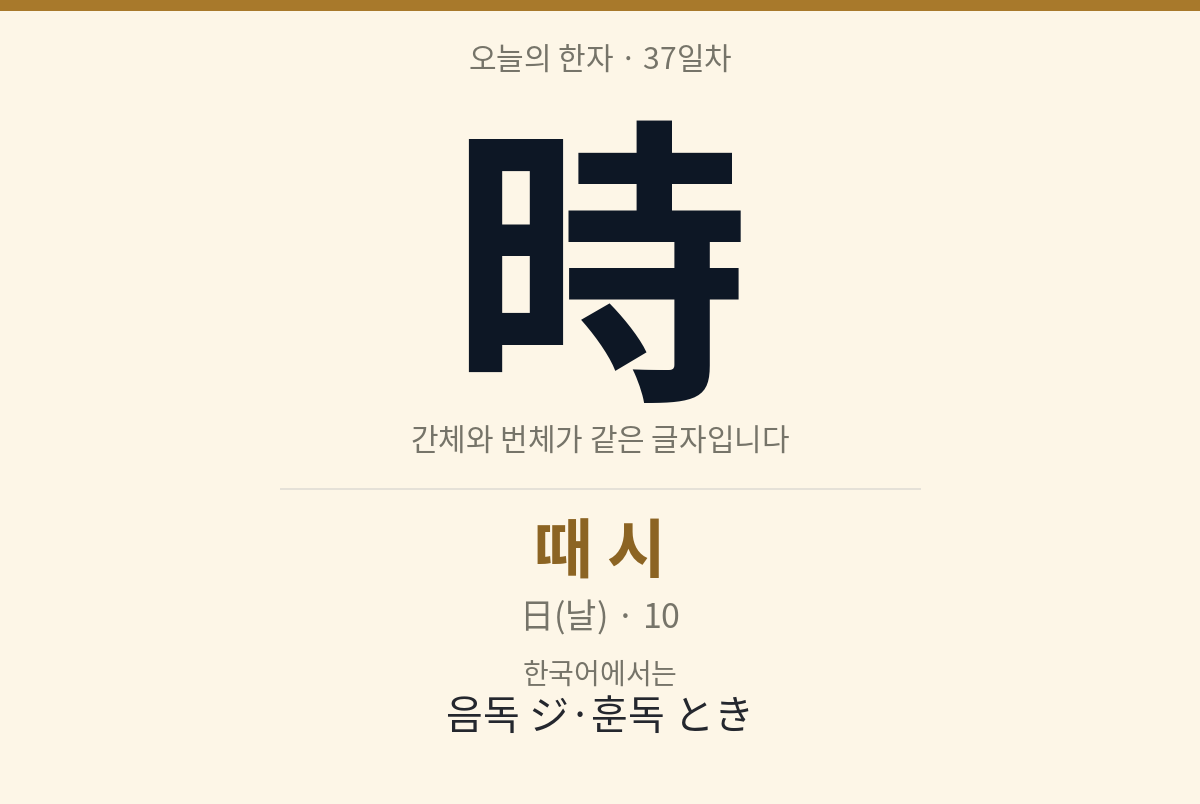 오늘의 한자 · 37일차
時
간체와 번체가 같은 글자입니다
때 시
日(날) · 10
한국어에서는
음독 ジ·훈독 とき